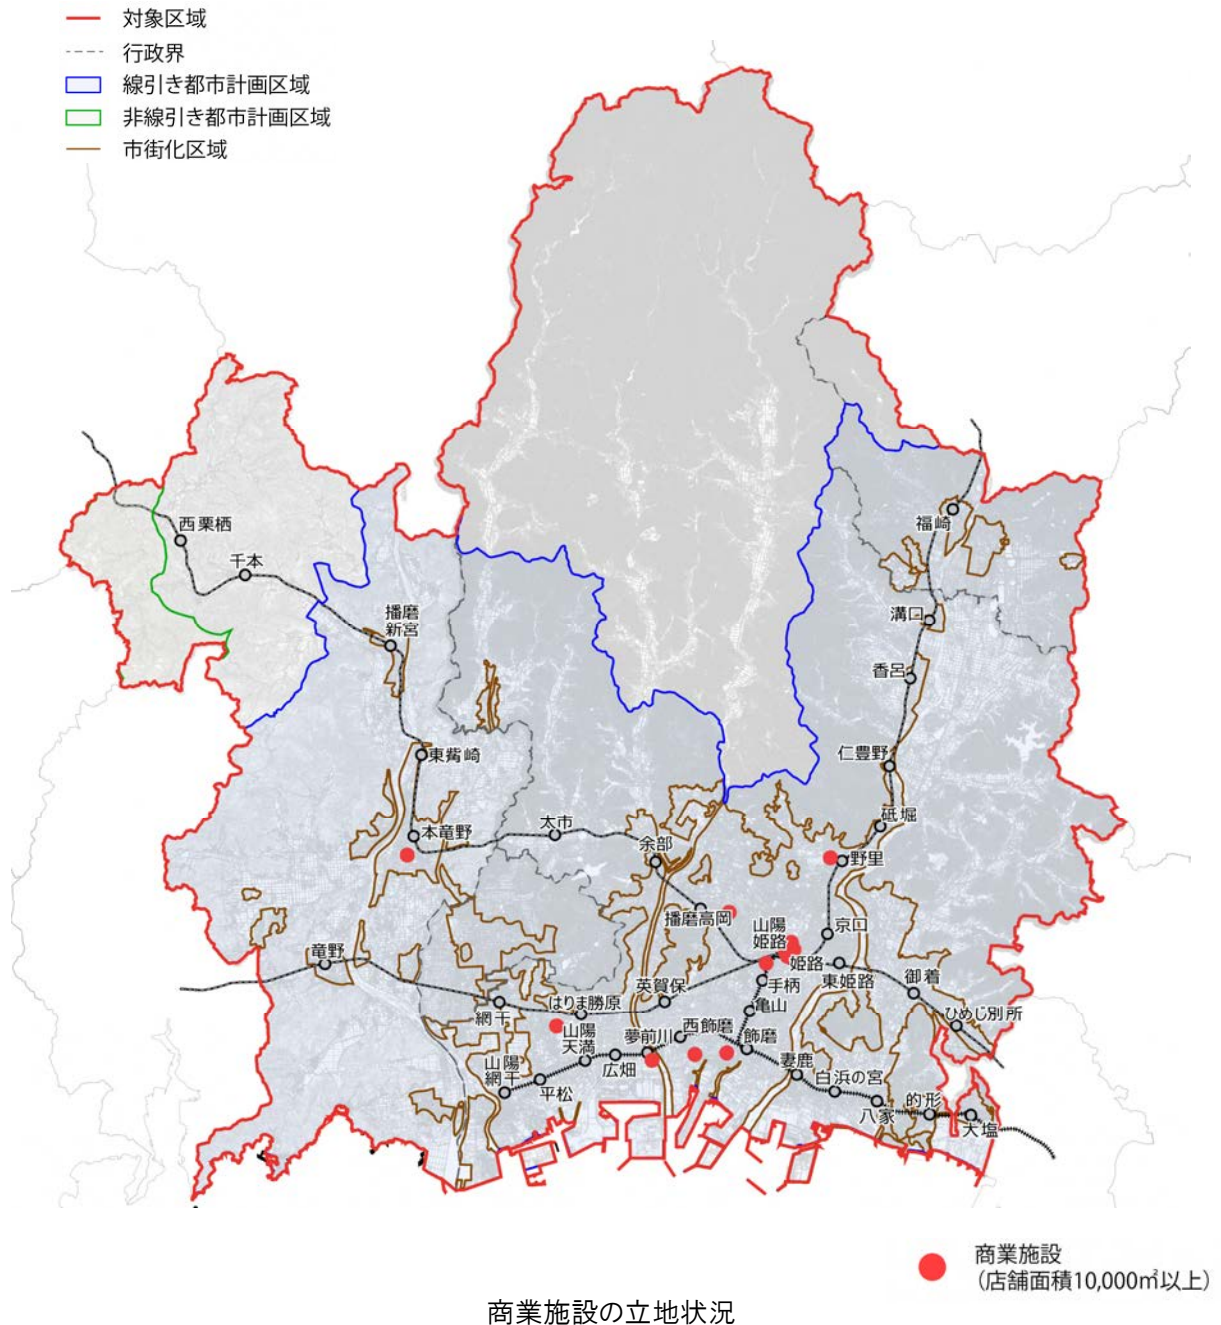 対象区域
行政界
線引き都市計画区域
非線引き都市計画区域
市街化区域
福崎
西栗栖
千本
播磨
新宮
溝口
香呂
仁豊野
東觜崎
砥堀
太市
本竜野
余部
野里
播磨高岡
山陽
姫路
京口
竜野
姫路
東姫路
御着
手柄
英賀保
はりま勝原
網干
亀山
ひめじ別所
山陽
天満
夢前川
西飾磨
飾磨
広畑
妻鹿
山陽
網干
平松
白浜の宮
八家
的形
大塩
商業施設
（店舗面積10,000㎡以上）
商業施設の立地状況